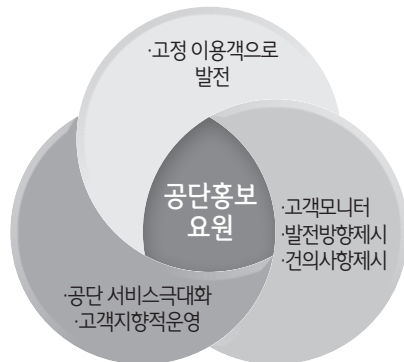 ·고정 이용객으로
발전
공단홍보
요원
·고객모니터
·발전방향제시
·건의사항제시
·공단 서비스극대화
·고객지향적운영